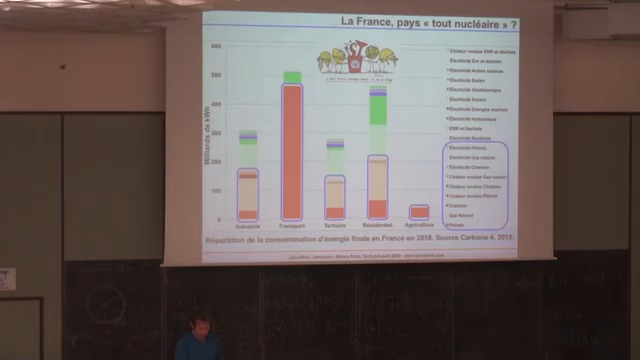 La France, pays « tout nucléaire » ?
Chaleur vendue ENR et déchets
Electricité Enr et déchets
Electricité Autres sources
Electricité Eolien
Electricité Géothermique
Electricité Solaire
Electricité Energies marines
Electricité Hydraulique
ENR et Déchets
Electricité Nucléaire
Electricité Pétrole
Electricité Gaz naturel
Electricité Charbon
Chaleur vendue Gaz naturel
Chaleur vendue Charbon
Chaleur vendue Pétrole
Charbon
Gaz Naturel
Pétrole
Milliards de kWh
600
500
400
300
200
100
0
Industrie
Transport
Tertiaire
Résidentiel
Agriculture
Répartition de la consommation d'énergie finale en France en 2018. Source Carbone 4, 2019.